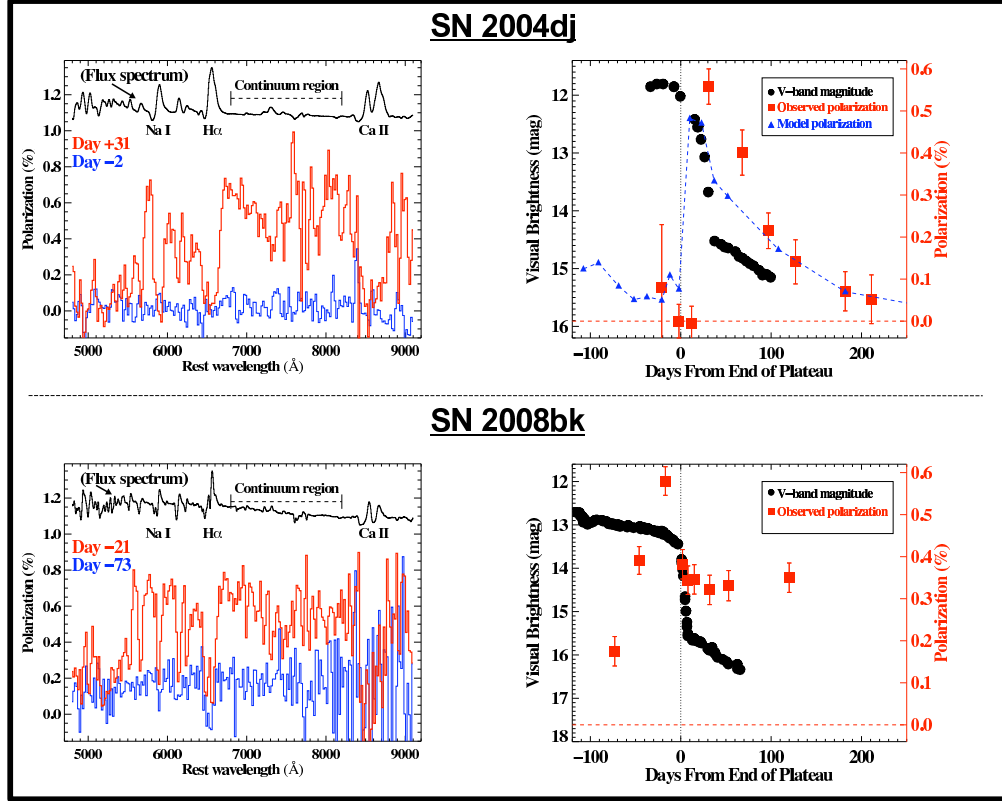 SN 2004dj
(Flux spectrum)
Continuum region
Na I
Hα
Ca II
Day +31
Day −2
Polarization (%)
0.0
0.2
0.4
0.6
0.8
1.0
1.2
5000
6000
7000
8000
9000
Rest wavelength (Å)
V−band magnitude
Observed polarization
Model polarization
Visual Brightness (mag)
12
13
14
15
16
Polarization (%)
0.6
0.5
0.4
0.3
0.2
0.1
0.0
−100
0
100
200
Days From End of Plateau
SN 2008bk
(Flux spectrum)
Continuum region
Na I
Hα
Ca II
Day −21
Day −73
Polarization (%)
0.0
0.2
0.4
0.6
0.8
1.0
1.2
5000
6000
7000
8000
9000
Rest wavelength (Å)
V−band magnitude
Observed polarization
Visual Brightness (mag)
12
13
14
15
16
17
18
Polarization (%)
0.6
0.5
0.4
0.3
0.2
0.1
0.0
−100
0
100
200
Days From End of Plateau